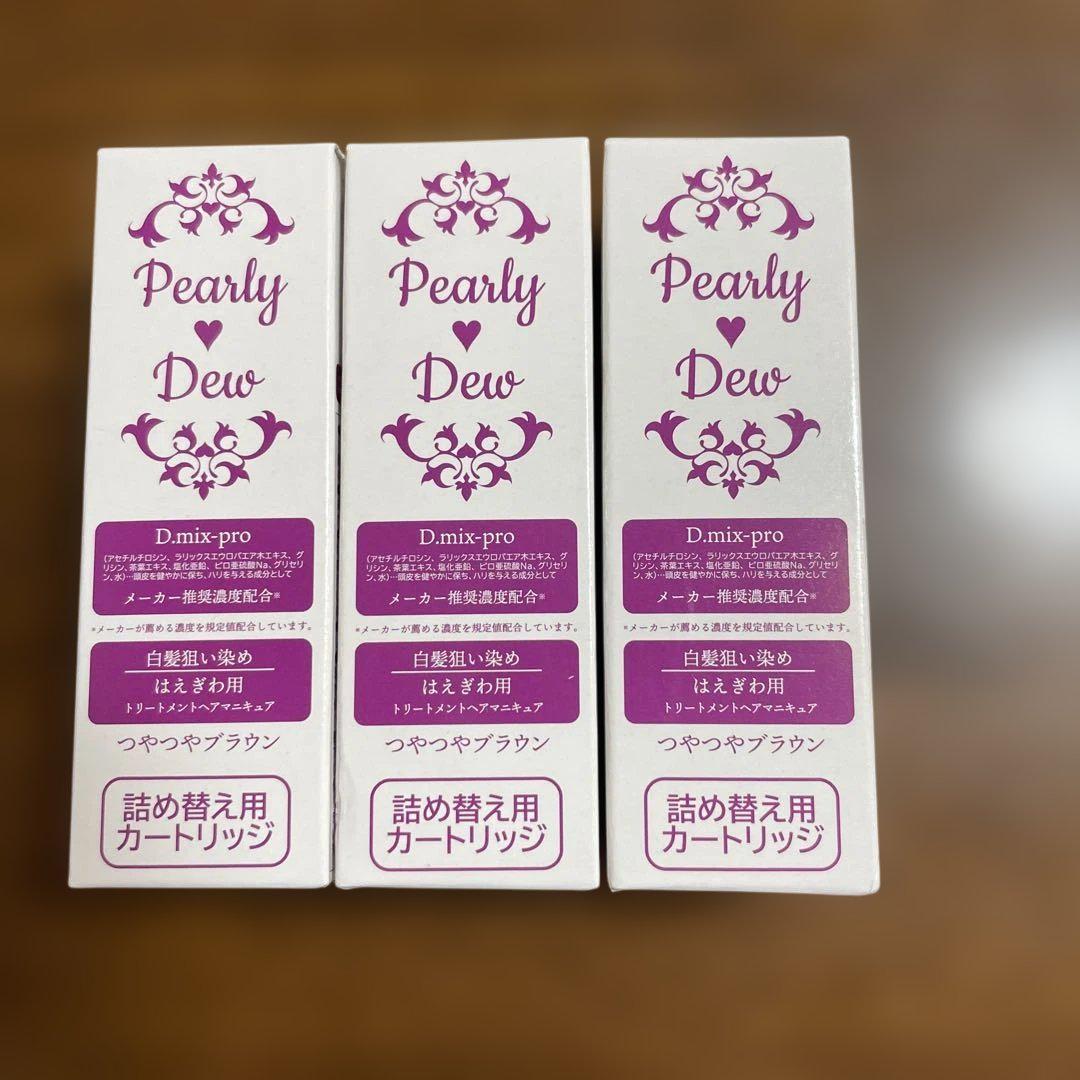 Pearly
Dew
D.mix-pro
(アセチルチロシン、ラリックスエウロパエア木エキス、グ
リシン、茶葉エキス、塩化亜鉛、ピロ亜硫酸Na、グリセリ
ン、水)…頭皮を健やかに保ち、ハリを与える成分として
メーカー推奨濃度配合※
※メーカーが薦める濃度を規定値配合しています。
白髪狙い染め
はえぎわ用
トリートメントヘアマニキュア
つやつやブラウン
詰め替え用
カートリッジ
Pearly
Dew
D.mix-pro
(アセチルチロシン、ラリックスエウロパエア木エキス、グ
リシン、茶葉エキス、塩化亜鉛、ピロ亜硫酸Na、グリセリ
ン、水)…頭皮を健やかに保ち、ハリを与える成分として
メーカー推奨濃度配合※
※メーカーが薦める濃度を規定値配合しています。
白髪狙い染め
はえぎわ用
トリートメントヘアマニキュア
つやつやブラウン
詰め替え用
カートリッジ
Pearly
Dew
D.mix-pro
(アセチルチロシン、ラリックスエウロパエア木エキス、グ
リシン、茶葉エキス、塩化亜鉛、ピロ亜硫酸Na、グリセリ
ン、水)…頭皮を健やかに保ち、ハリを与える成分として
メーカー推奨濃度配合※
※メーカーが薦める濃度を規定値配合しています。
白髪狙い染め
はえぎわ用
トリートメントヘアマニキュア
つやつやブラウン
詰め替え用
カートリッジ